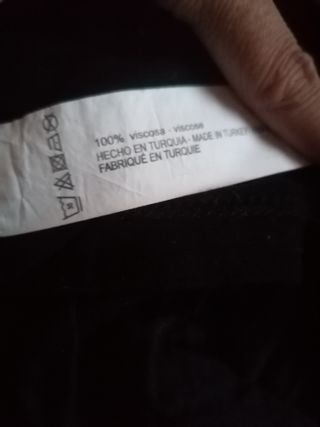 100% viscosa - viscose
HECHO EN TURQUIA - MADE IN TURKEY
FABRIQUÉ EN TURQUIE